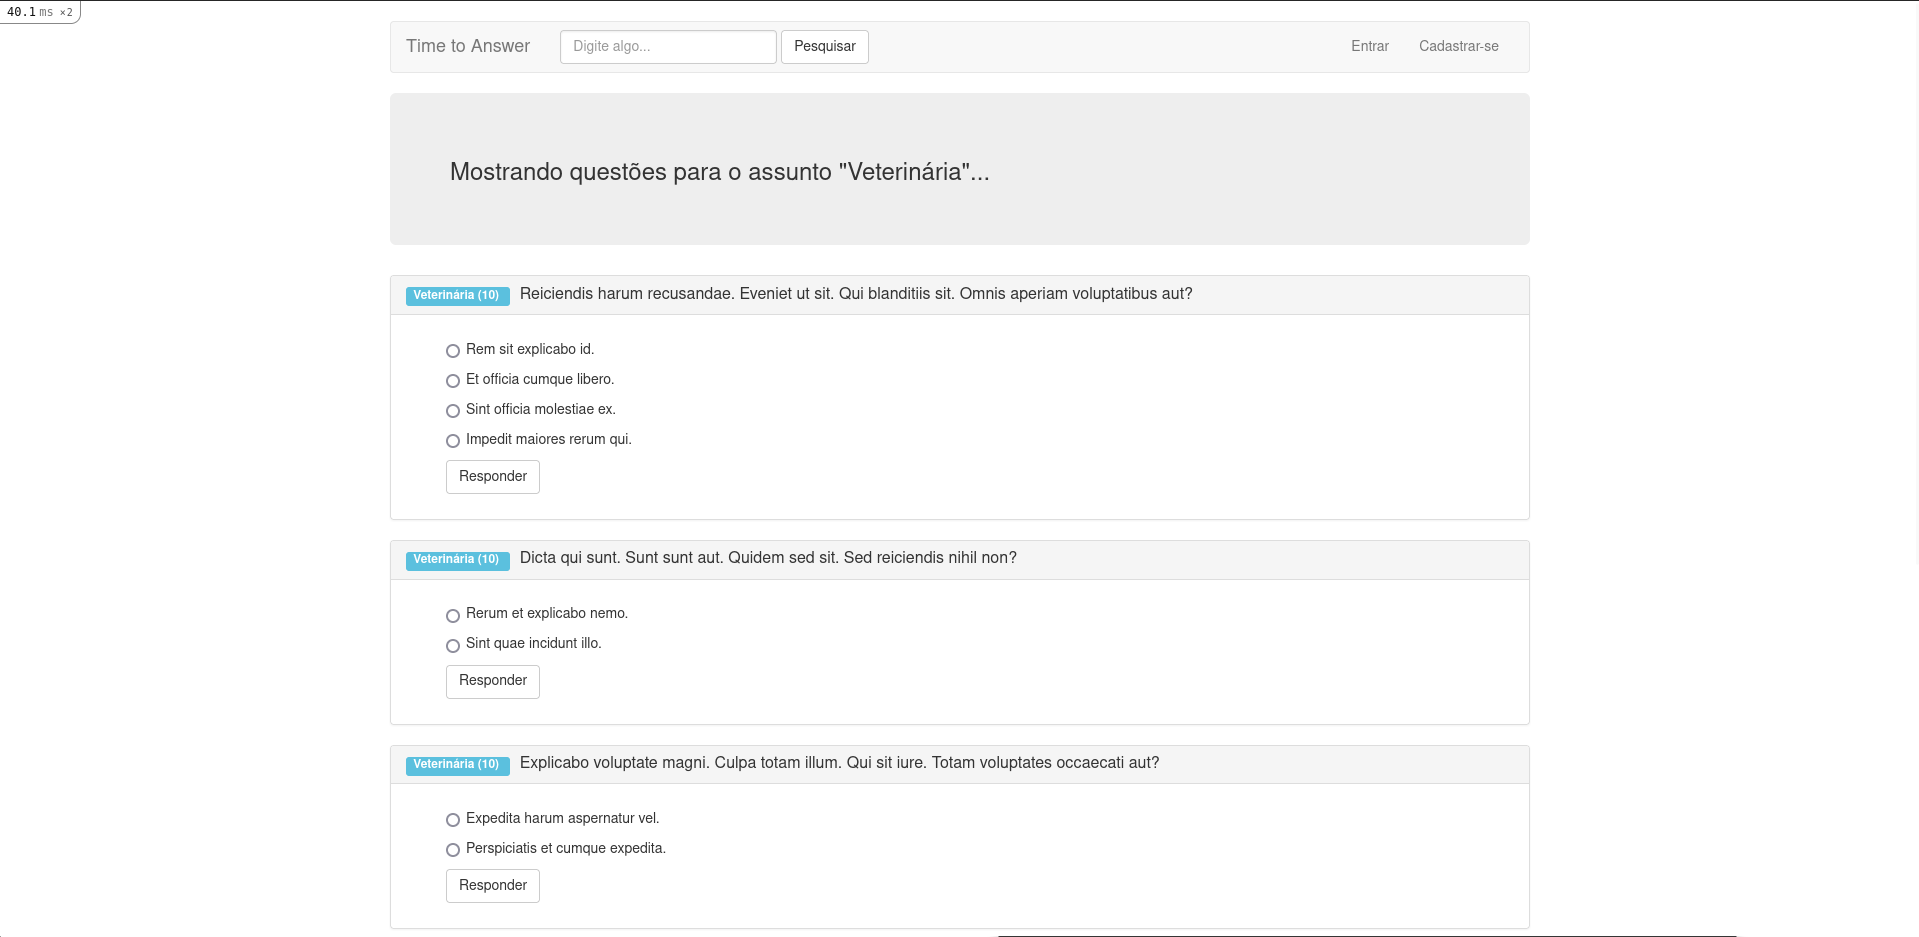 40.1 ms ×2
Time to Answer Digite algo... Pesquisar Entrar Cadastrar-se
Mostrando questões para o assunto "Veterinária"...
Veterinária (10) Reiciendis harum recusandae. Eveniet ut sit. Qui blanditiis sit. Omnis aperiam voluptatibus aut?
Rem sit explicabo id.
Et officia cumque libero.
Sint officia molestiae ex.
Impedit maiores rerum qui.
Responder
Veterinária (10) Dicta qui sunt. Sunt sunt aut. Quidem sed sit. Sed reiciendis nihil non?
Rerum et explicabo nemo.
Sint quae incidunt illo.
Responder
Veterinária (10) Explicabo voluptate magni. Culpa totam illum. Qui sit iure. Totam voluptates occaecati aut?
Expedita harum aspernatur vel.
Perspiciatis et cumque expedita.
Responder